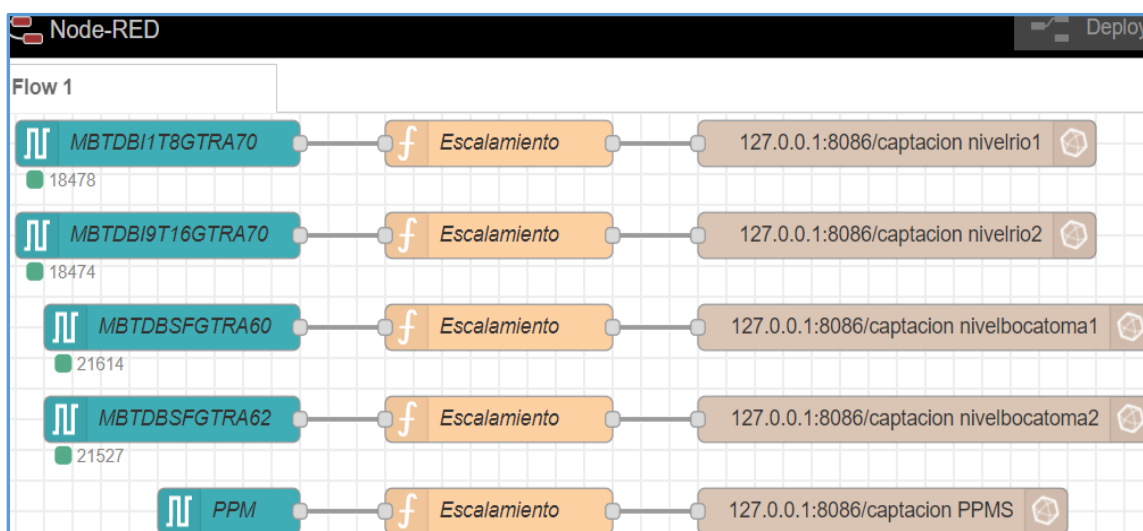 Node-RED
Deploy
Flow 1
MBTDBI1T8GTRA70 Escalamiento 127.0.0.1:8086/captacion nivelrio1
18478
MBTDBI9T16GTRA70 Escalamiento 127.0.0.1:8086/captacion nivelrio2
18474
MBTDBSFGTRA60 Escalamiento 127.0.0.1:8086/captacion nivelbocatoma1
21614
MBTDBSFGTRA62 Escalamiento 127.0.0.1:8086/captacion nivelbocatoma2
21527
PPM Escalamiento 127.0.0.1:8086/captacion PPMS